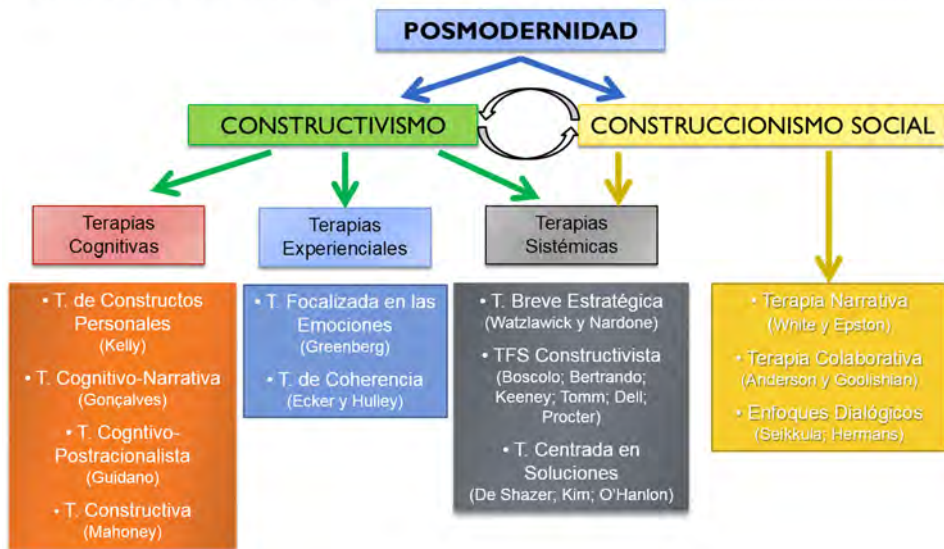 POSMODERNIDAD
CONSTRUCTIVISMO
CONSTRUCCIONISMO SOCIAL
Terapias
Cognitivas
Terapias
Experienciales
Terapias
Sistémicas
• T. de Constructos
Personales
(Kelly)
• T. Cognitivo-Narrativa
(Gonçalves)
• T. Cogntivo-
Postracionalista
(Guidano)
• T. Constructiva
(Mahoney)
• T. Focalizada en las
Emociones
(Greenberg)
• T. de Coherencia
(Ecker y Hulley)
• T. Breve Estratégica
(Watzlawick y Nardone)
• TFS Constructivista
(Boscolo; Bertrando;
Keeney; Tomm; Dell;
Procter)
• T. Centrada en
Soluciones
(De Shazer; Kim; O'Hanlon)
• Terapia Narrativa
(White y Epston)
• Terapia Colaborativa
(Anderson y Goolishian)
• Enfoques Dialógicos
(Seikkula; Hermans)